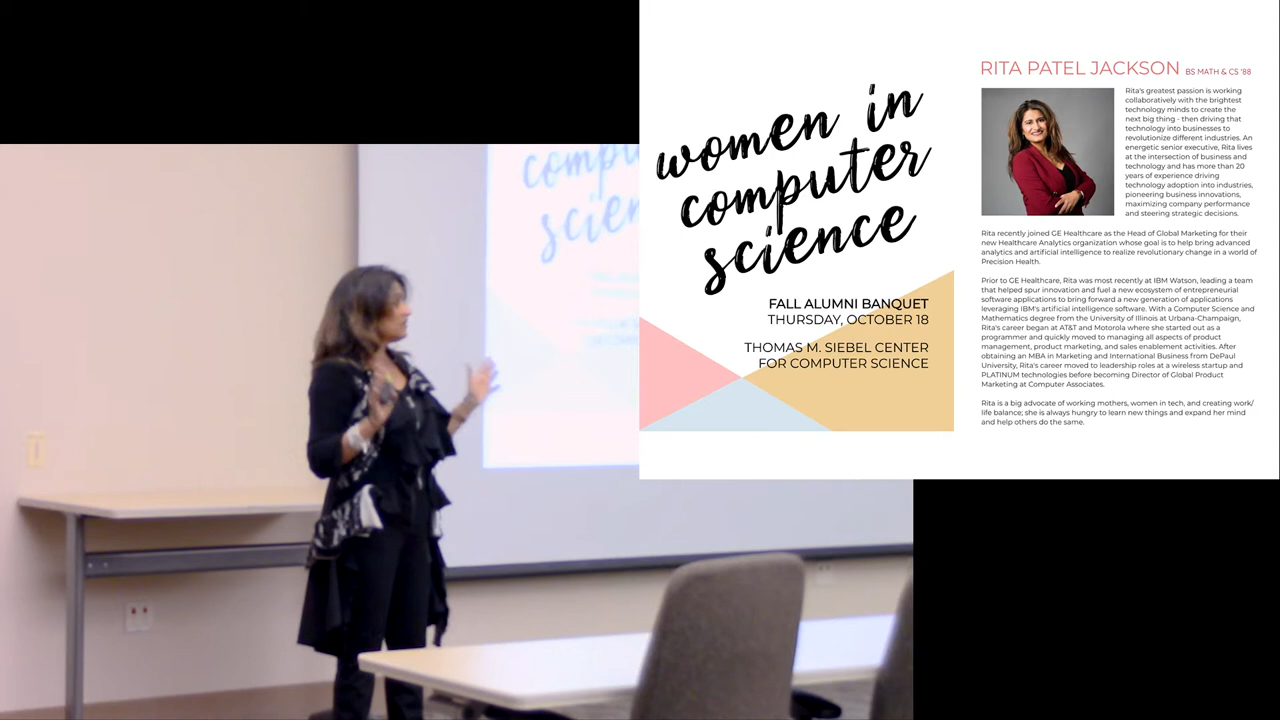 women in
computer
science
FALL ALUMNI BANQUET
THURSDAY, OCTOBER 18
THOMAS M. SIEBEL CENTER
FOR COMPUTER SCIENCE
RITA PATEL JACKSON BS MATH & CS '88
Rita's greatest passion is working
collaboratively with the brightest
technology minds to create the
next big thing - then driving that
technology into businesses to
revolutionize different industries. An
energetic senior executive, Rita lives
at the intersection of business and
technology and has more than 20
years of experience driving
technology adoption into industries,
pioneering business innovations,
maximizing company performance
and steering strategic decisions.
Rita recently joined GE Healthcare as the Head of Global Marketing for their
new Healthcare Analytics organization whose goal is to help bring advanced
analytics and artificial intelligence to realize revolutionary change in a world of
Precision Health.
Prior to GE Healthcare, Rita was most recently at IBM Watson, leading a team
that helped spur innovation and fuel a new ecosystem of entrepreneurial
software applications to bring forward a new generation of applications
leveraging IBM's artificial intelligence software. With a Computer Science and
Mathematics degree from the University of Illinois at Urbana-Champaign,
Rita's career began at AT&T and Motorola where she started out as a
programmer and quickly moved to managing all aspects of product
management, product marketing, and sales enablement activities. After
obtaining an MBA in Marketing and International Business from DePaul
University, Rita's career moved to leadership roles at a wireless startup and
PLATINUM technologies before becoming Director of Global Product
Marketing at Computer Associates.
Rita is a big advocate of working mothers, women in tech, and creating work/
life balance; she is always hungry to learn new things and expand her mind
and help others do the same.
compu
scien